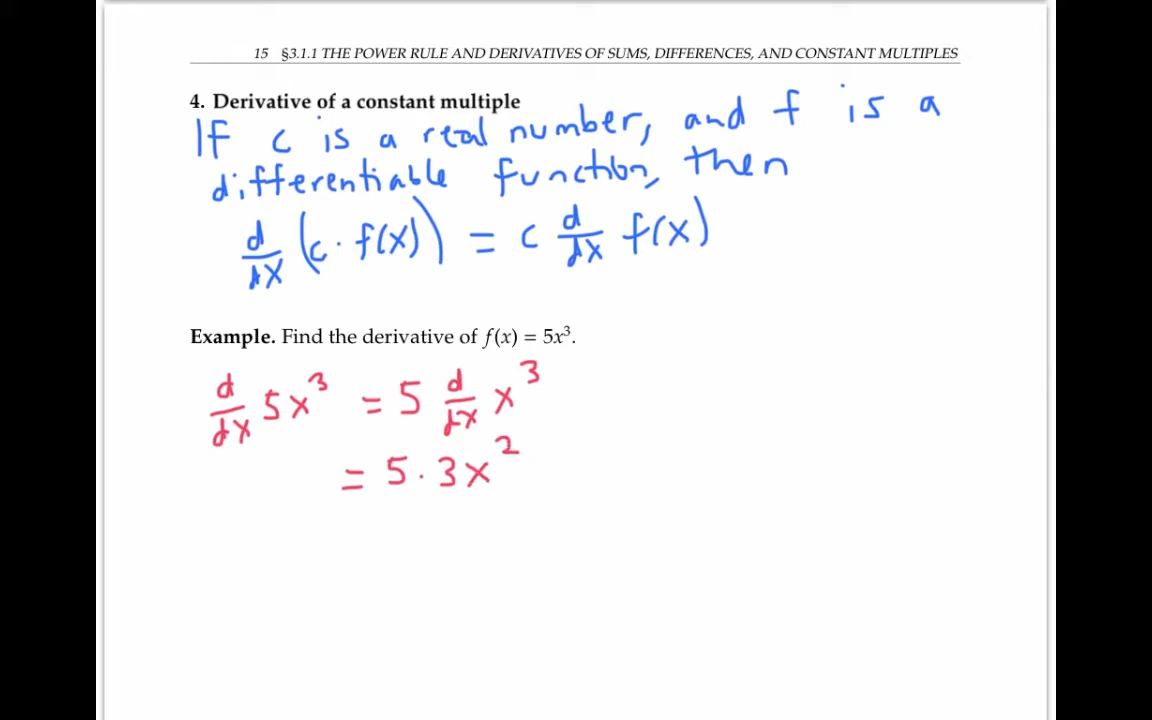 15 §3.1.1 THE POWER RULE AND DERIVATIVES OF SUMS, DIFFERENCES, AND CONSTANT MULTIPLES
4. Derivative of a constant multiple
If c is a real number, and f is a
differentiable function, then
d/dx (c · f(x)) = c d/dx f(x)
Example. Find the derivative of f(x) = 5x³.
d/dx 5x³ = 5 d/dx x³
= 5 · 3x²